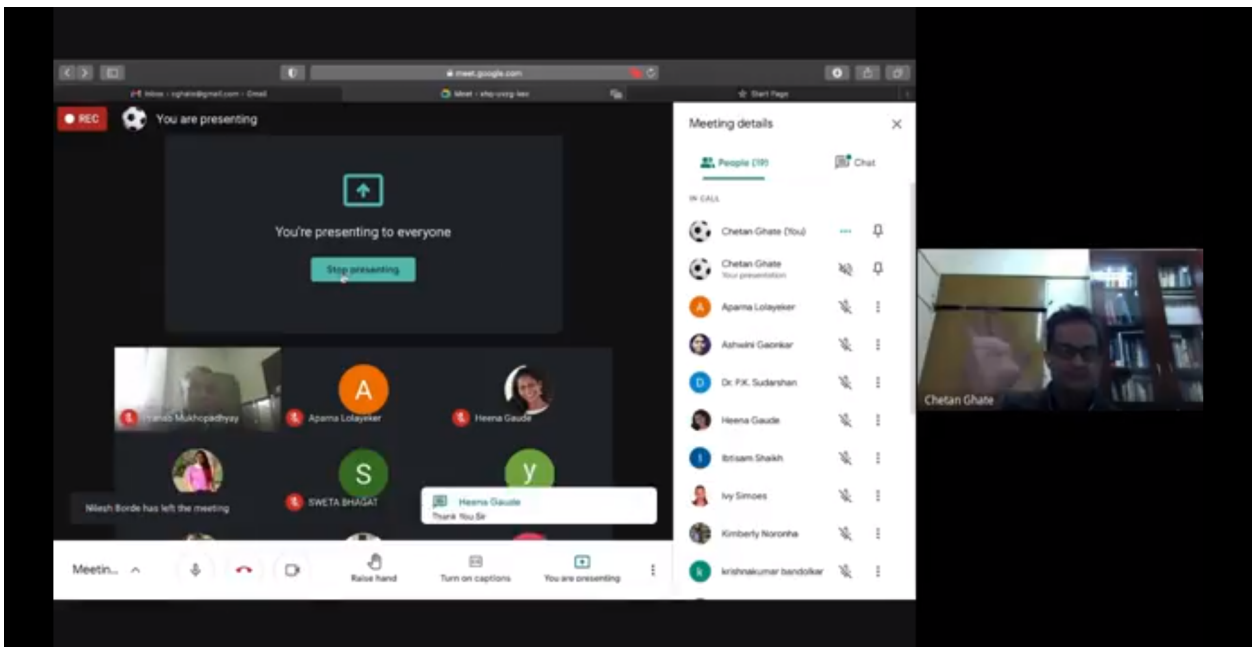 meet.google.com
Start Page
REC
You are presenting
You're presenting to everyone
Stop presenting
Mukhopadhyay
Aparna Lolayeker
Heena Gaude
A
S
y
Nilesh Borde has left the meeting
SWETA BHAGAT
Heena Gaude
Thank You Sir
Meetin...
Raise hand
Turn on captions
You are presenting
Meeting details
People (19)
Chat
IN CALL
Chetan Ghate (You)
Chetan Ghate
Your presentation
A
Aparna Lolayeker
Ashwini Gaonkar
D
Dr. P.K. Sudarshan
Heena Gaude
I
Ibtisam Shaikh
Ivy Simoes
Kimberly Noronha
k
krishnakumar bandolkar
Chetan Ghate